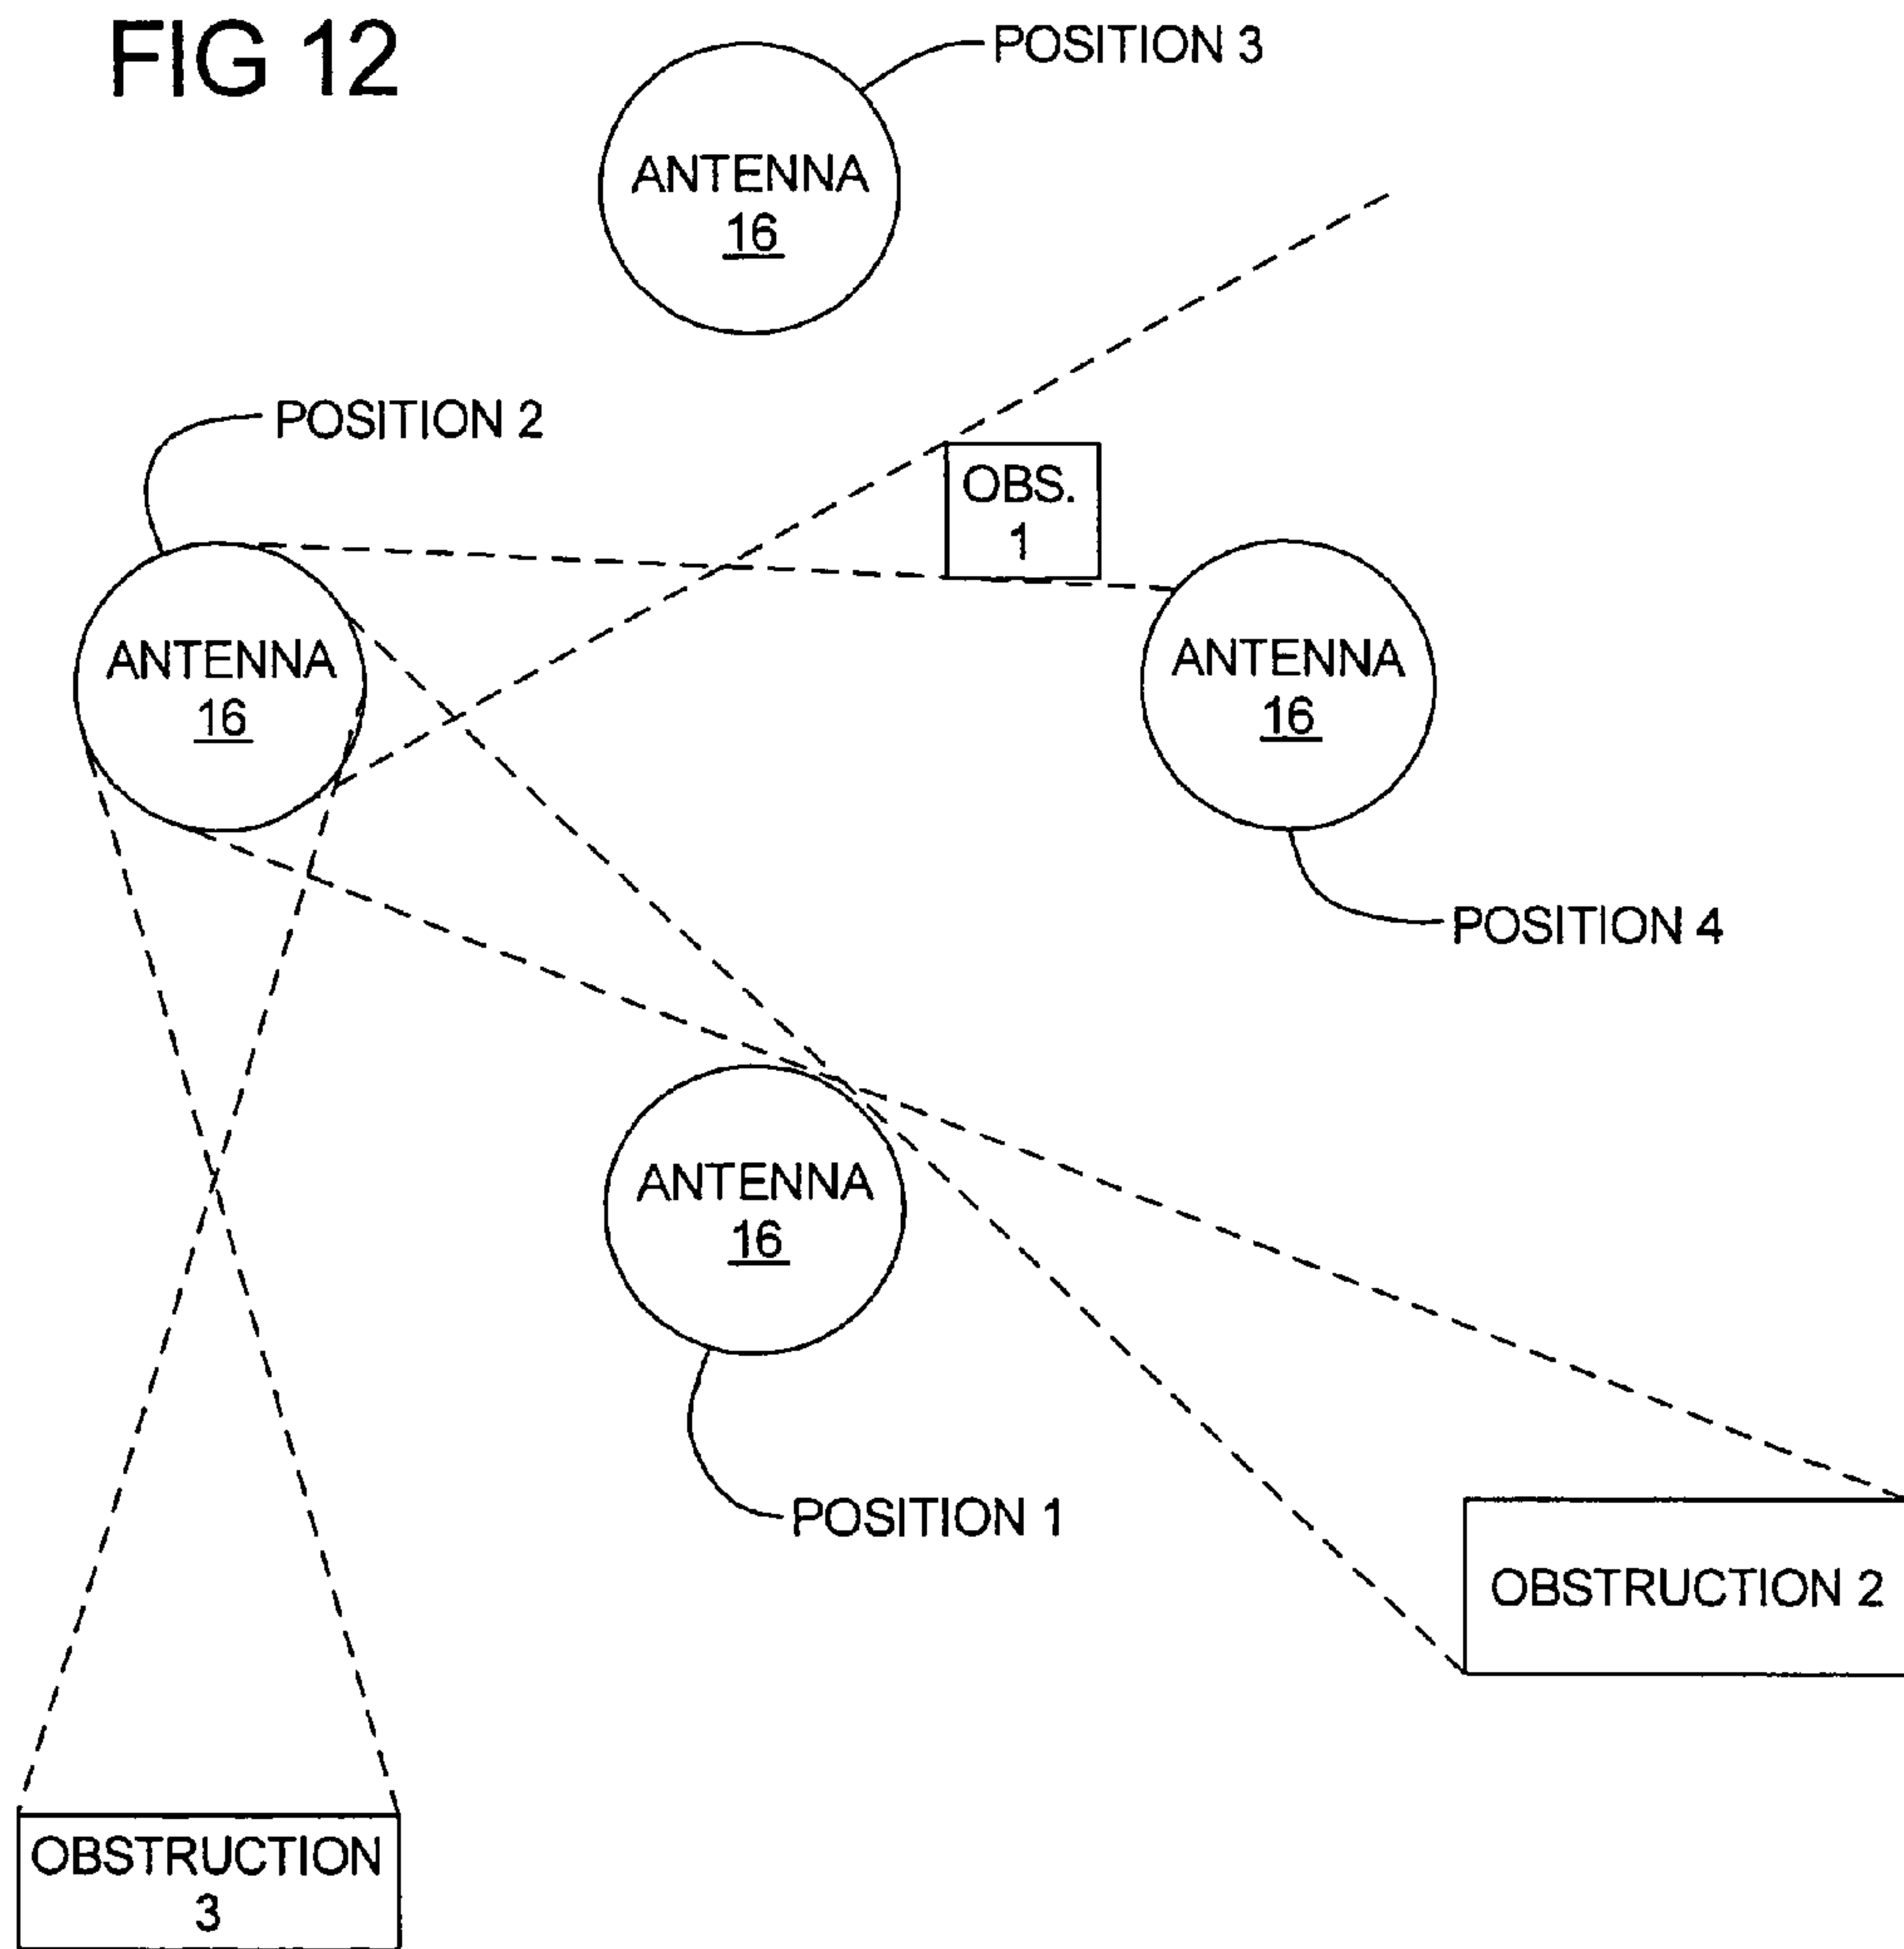 FIG 12
POSITION 3
ANTENNA
16
POSITION 2
OBS.
1
ANTENNA
16
ANTENNA
16
POSITION 4
ANTENNA
16
POSITION 1
OBSTRUCTION 2
OBSTRUCTION
3